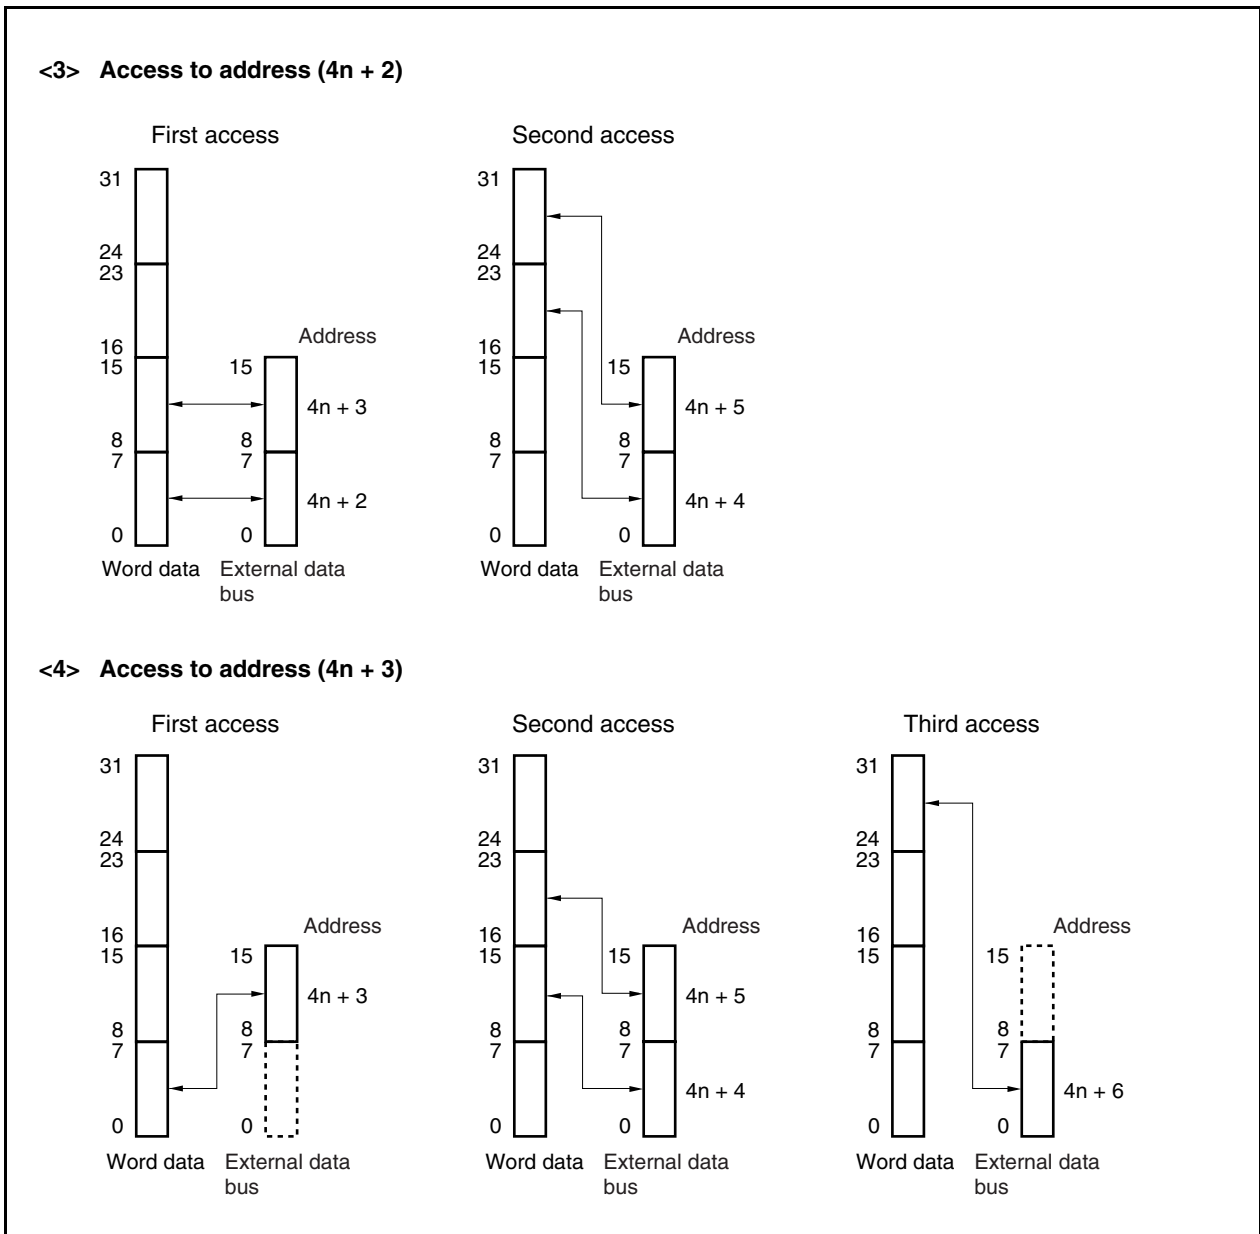 <3> Access to address (4n + 2)
First access
Second access
31
24
23
16
15
8
7
0
Address
15
4n + 3
8
7
4n + 2
0
Word data
External data
bus
31
24
23
16
15
8
7
0
Address
15
4n + 5
8
7
4n + 4
0
Word data
External data
bus
<4> Access to address (4n + 3)
First access
Second access
Third access
31
24
23
16
15
8
7
0
Address
15
4n + 3
8
7
0
Word data
External data
bus
31
24
23
16
15
8
7
0
Address
15
4n + 5
8
7
4n + 4
0
Word data
External data
bus
31
24
23
16
15
8
7
0
Address
15
8
7
4n + 6
0
Word data
External data
bus